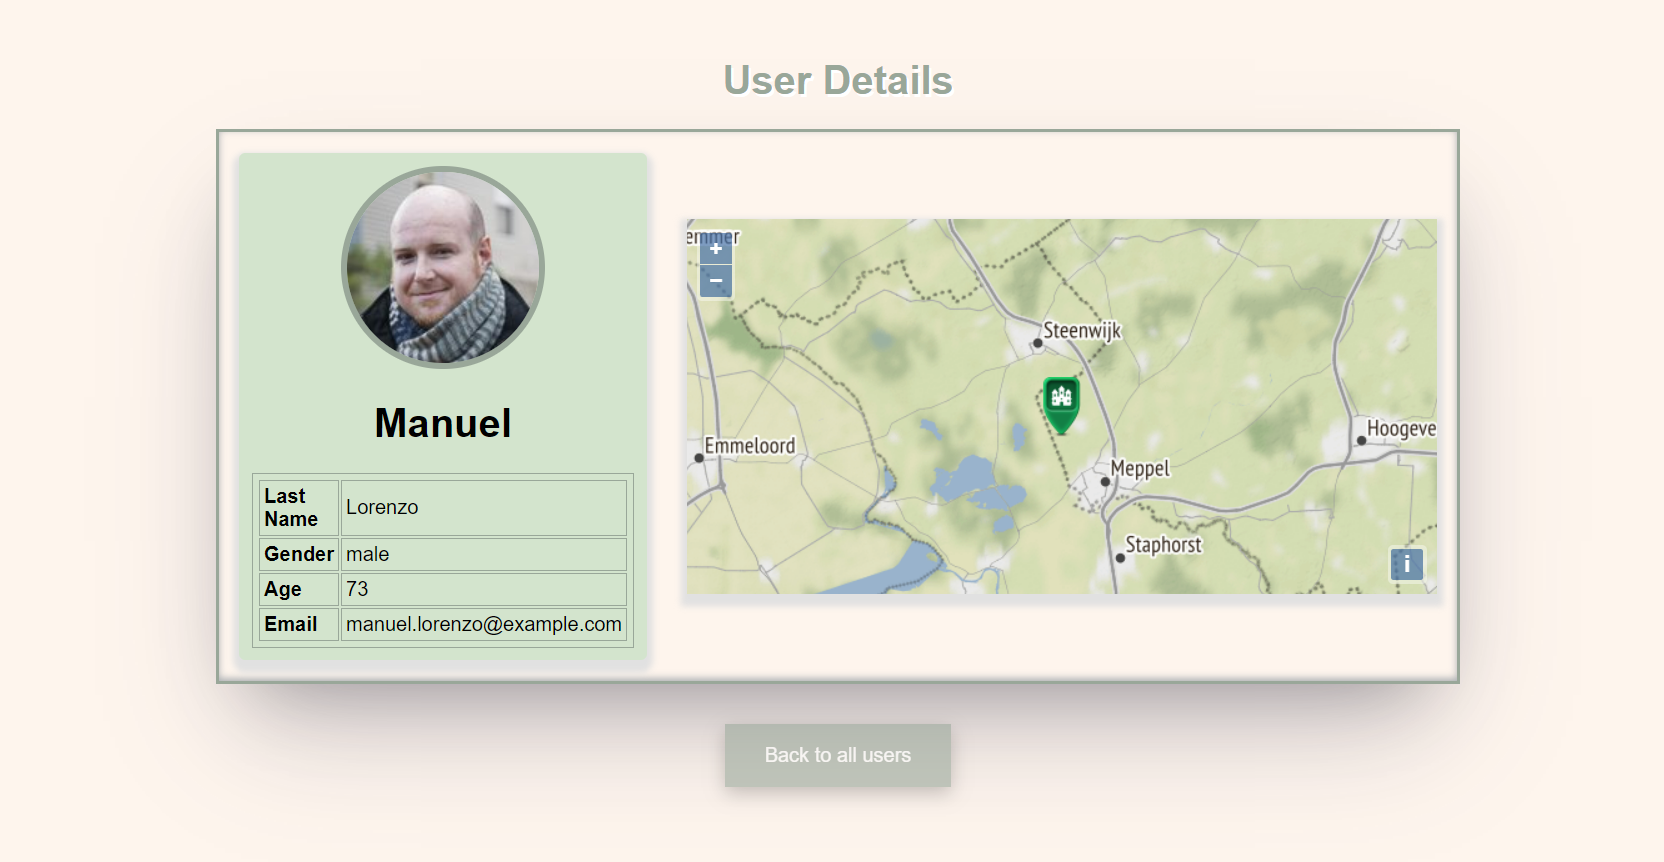 User Details
Manuel
Last
Name
Lorenzo
Gender male
Age 73
Email manuel.lorenzo@example.com
emmer
+
−
Steenwijk
Emmeloord
Hoogeve
Meppel
Staphorst
i
Back to all users